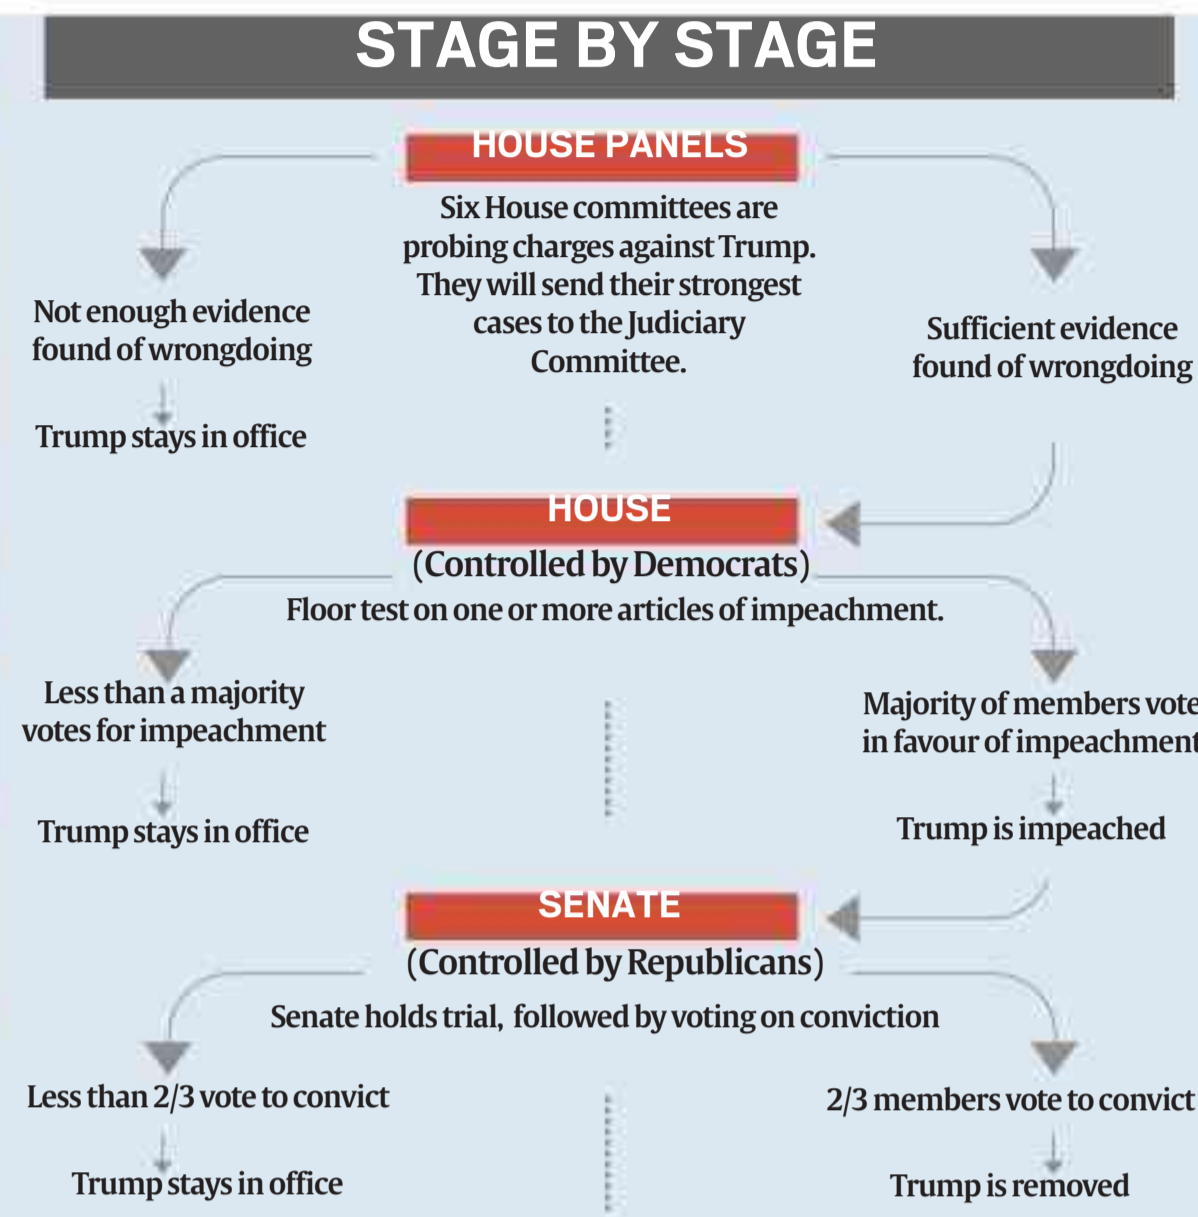 STAGE BY STAGE
HOUSE PANELS
Six House committees are
probing charges against Trump.
They will send their strongest
cases to the Judiciary
Committee.
Not enough evidence
found of wrongdoing
Trump stays in office
Sufficient evidence
found of wrongdoing
HOUSE
(Controlled by Democrats)
Floor test on one or more articles of impeachment.
Less than a majority
votes for impeachment
Trump stays in office
Majority of members vote
in favour of impeachment
Trump is impeached
SENATE
(Controlled by Republicans)
Senate holds trial, followed by voting on conviction
Less than 2/3 vote to convict
Trump stays in office
2/3 members vote to convict
Trump is removed